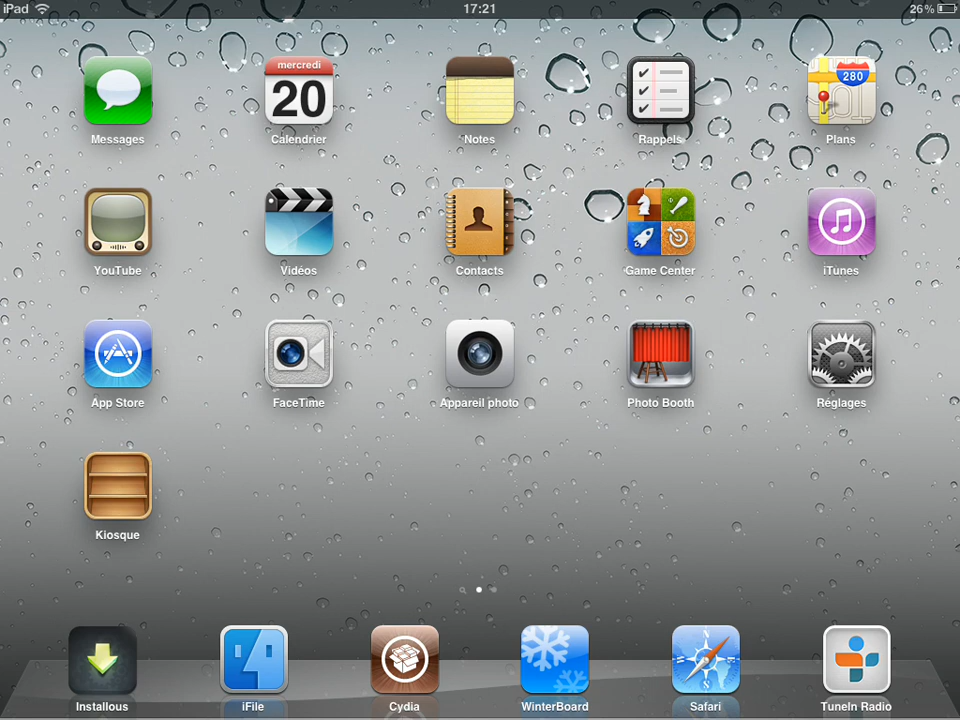 iPad 17:21 26%
mercredi
20
280
Messages Calendrier Notes Rappels Plans
YouTube Vidéos Contacts Game Center iTunes
App Store FaceTime Appareil photo Photo Booth Réglages
Kiosque
N
S
Installous iFile Cydia WinterBoard Safari TuneIn Radio